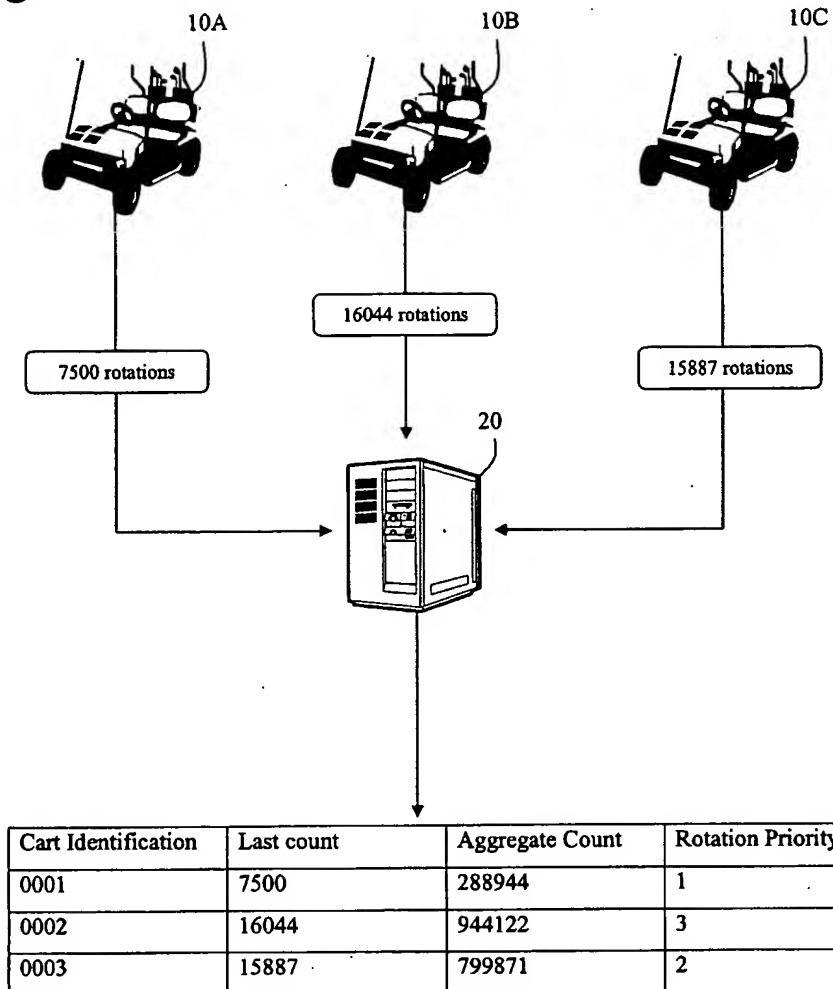 10A
10B
10C
16044 rotations
7500 rotations
15887 rotations
20
Cart Identification Last count Aggregate Count Rotation Priority
0001 7500 288944 1
0002 16044 944122 3
0003 15887 799871 2